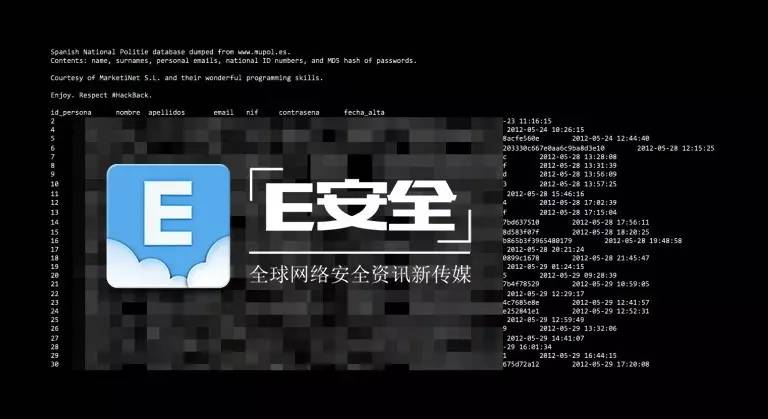 Spanish National Politie database dumped from www.mupol.es.
Contents: name, surnames, personal emails, national ID numbers, and MD5 hash of passwords.
Courtesy of MarketiNet S.L. and their wonderful programming skills.
Enjoy. Respect #HackBack.
id_persona nombre apellidos email nif contrasena fecha_alta
2 -23 11:16:15
4 2012-05-24 10:26:15
5 8acfe560e 2012-05-24 12:44:40
6 203330c667e0aa6c9ba8d3e10 2012-05-28 12:15:25
7 c 2012-05-28 13:28:08
8 f 2012-05-28 13:31:39
9 d 2012-05-28 13:56:09
10 3 2012-05-28 13:57:25
11 2012-05-28 15:46:16
12 4 2012-05-28 17:02:39
13 f 2012-05-28 17:15:04
14 7bd637510 2012-05-28 17:56:11
15 8d583f07f 2012-05-28 18:20:25
16 b865b3f3965480179 2012-05-28 19:48:58
17 2012-05-28 20:21:24
18 0899c1678 2012-05-28 21:45:47
19 2012-05-29 01:24:15
20 5 2012-05-29 09:28:39
21 7b4f78529 2012-05-29 10:59:05
22 2012-05-29 12:29:17
23 4c7685e8e 2012-05-29 12:41:57
24 e252841e1 2012-05-29 12:52:31
25 2012-05-29 12:59:49
26 9 2012-05-29 13:32:06
27 2012-05-29 14:41:07
28 -29 16:01:34
29 1 2012-05-29 16:44:15
30 675d72a12 2012-05-29 17:20:08
E
「E安全」
全球网络安全资讯新传媒